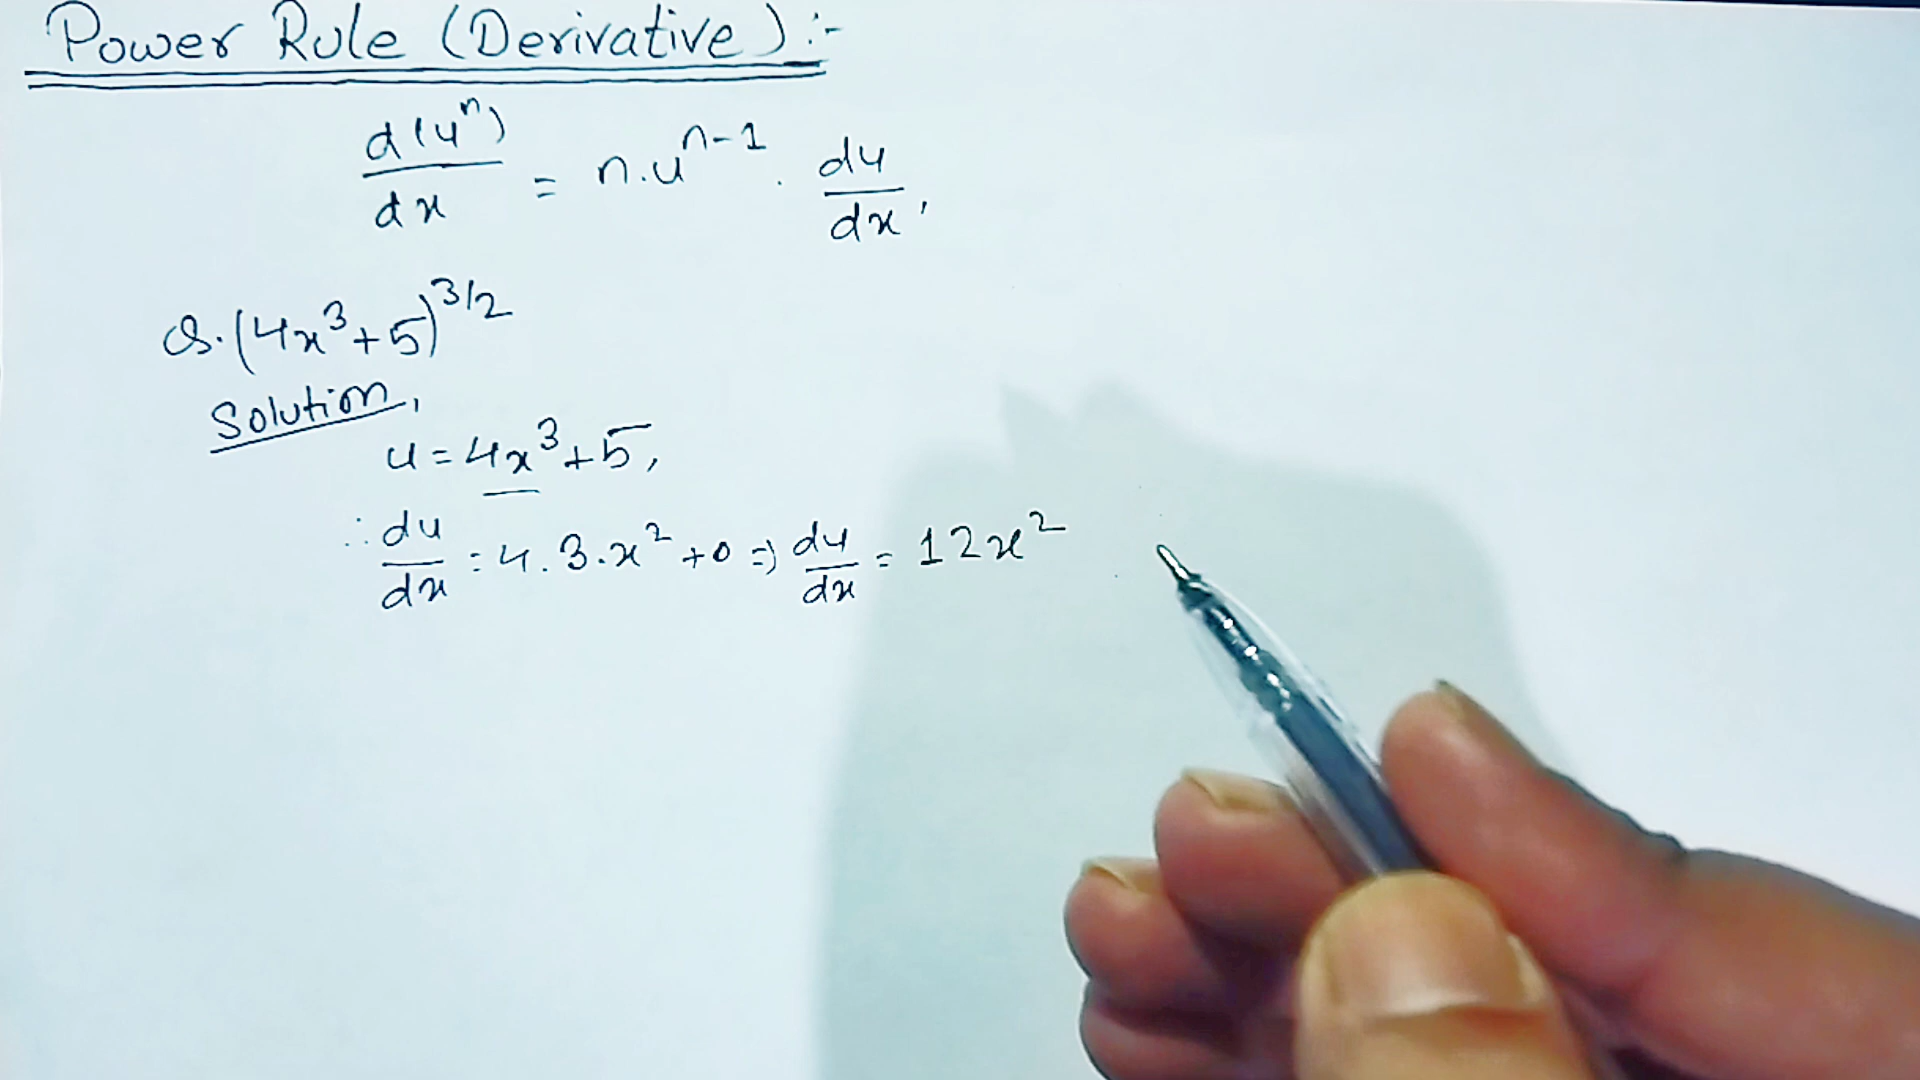 Power Rule (Derivative) :-
d(u^n)/dx = n.u^(n-1) . du/dx,
Q. (4x^3+5)^(3/2)
Solution,
u = 4x^3+5,
∴ du/dx = 4.3.x^2+0 ⇒ du/dx = 12x^2